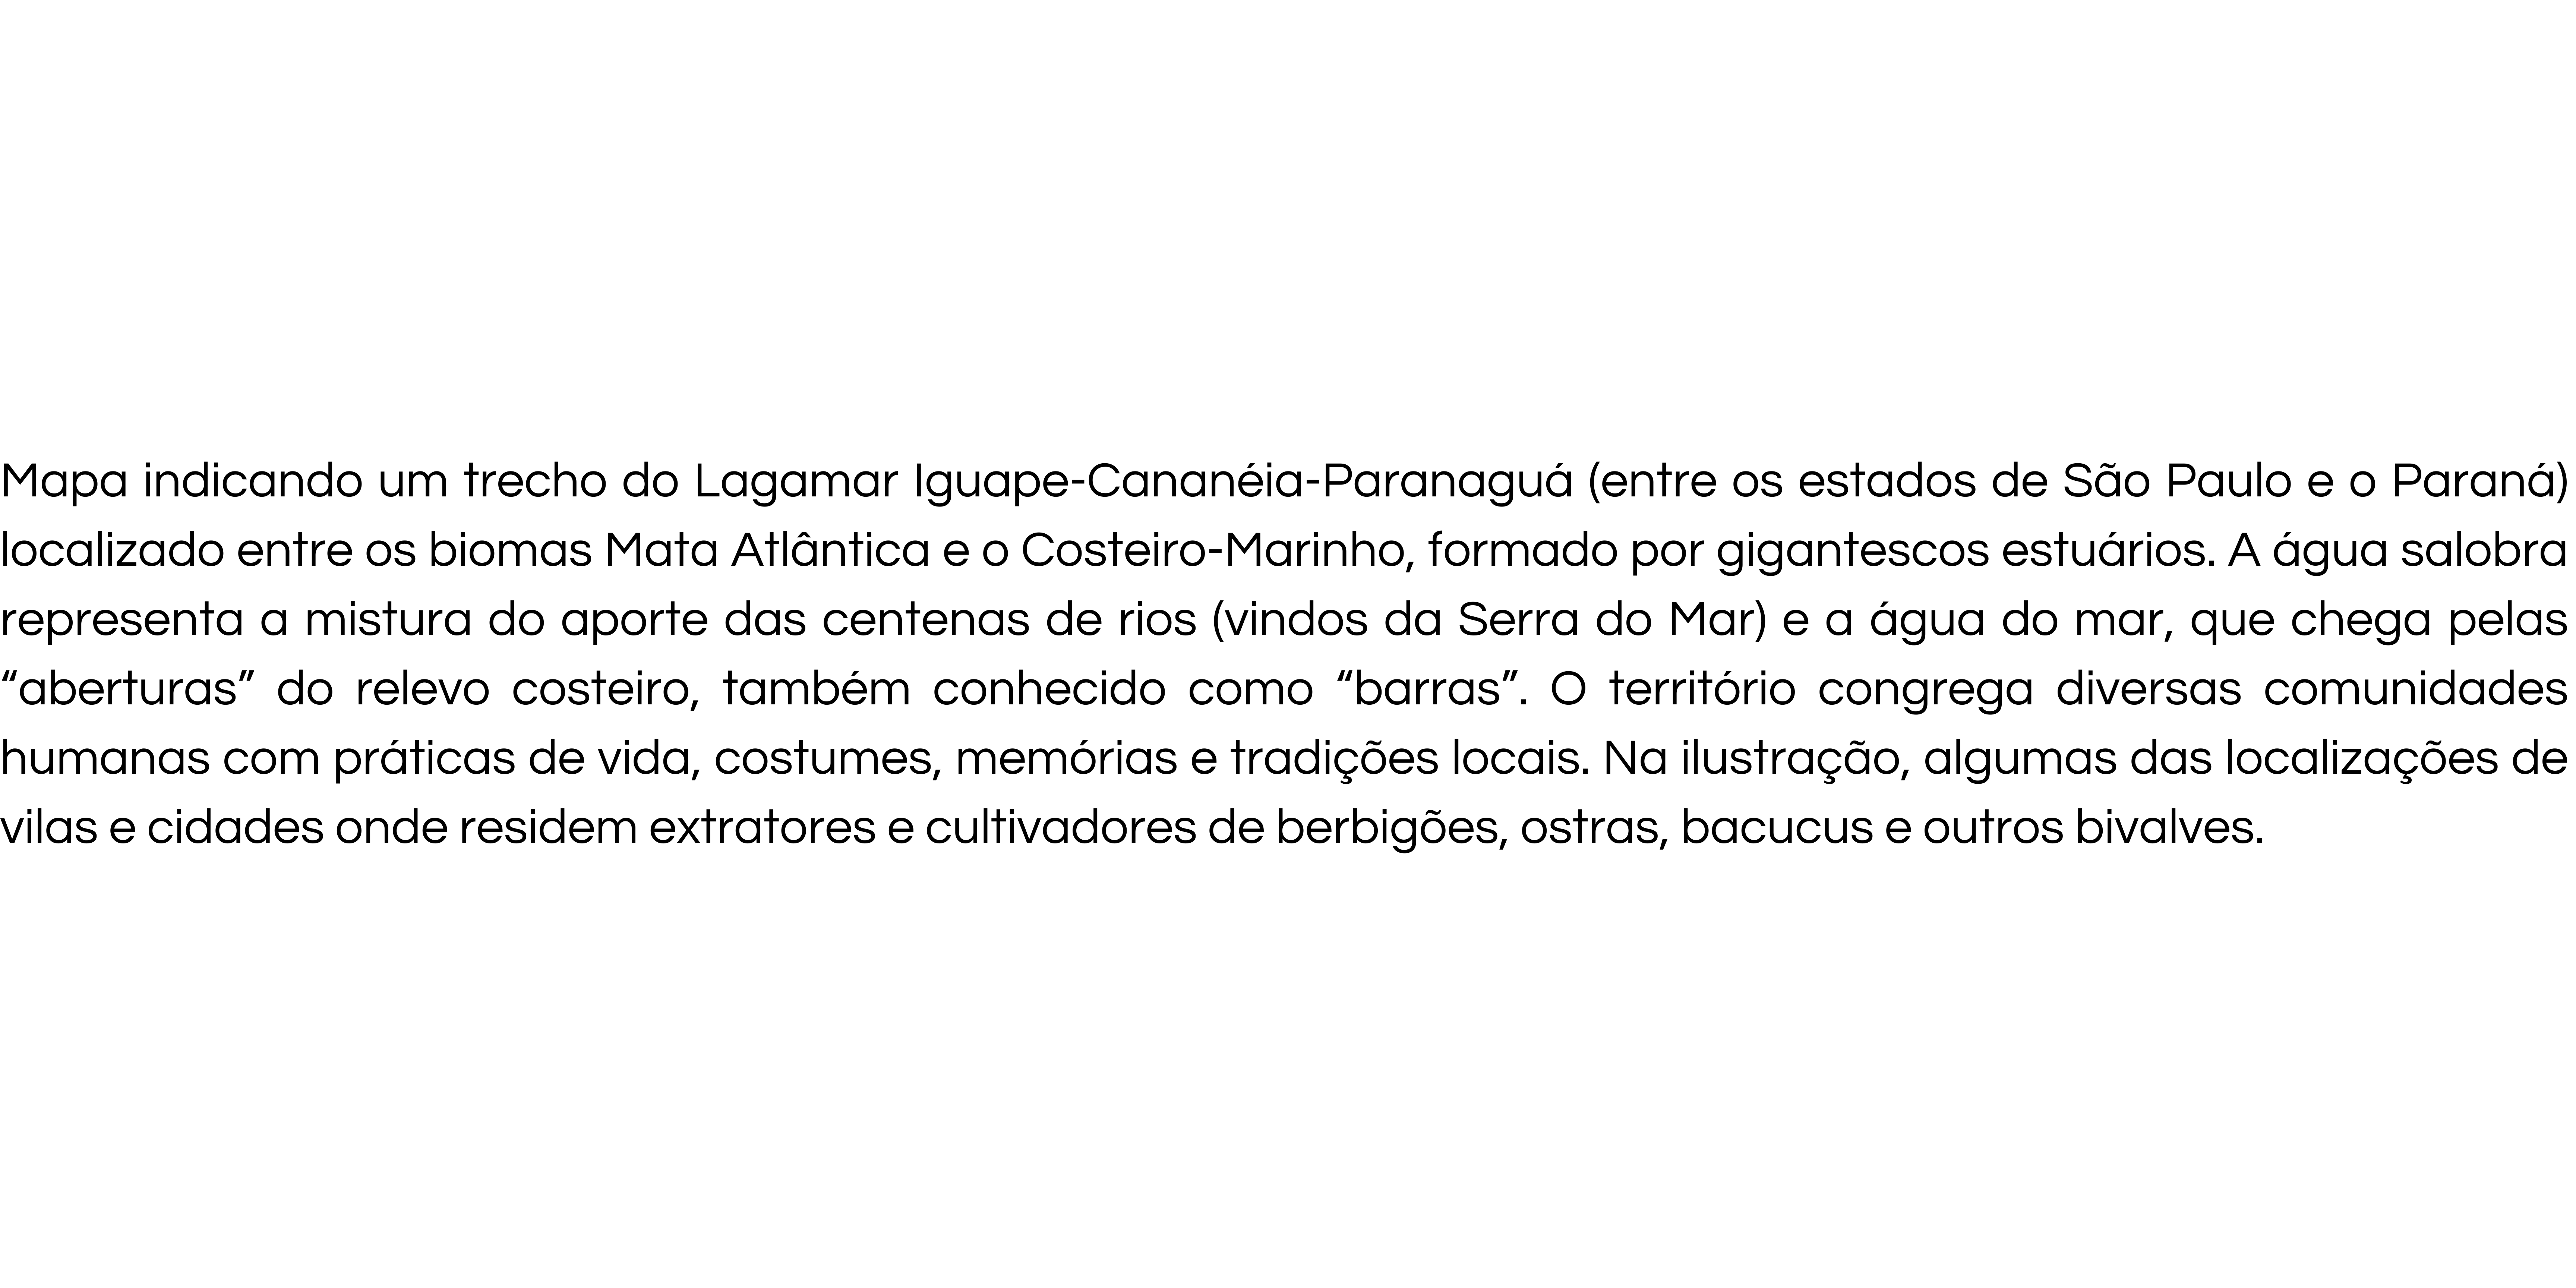 Mapa indicando um trecho do Lagamar Iguape-Cananéia-Paranaguá (entre os estados de São Paulo e o Paraná)
localizado entre os biomas Mata Atlântica e o Costeiro-Marinho, formado por gigantescos estuários. A água salobra
representa a mistura do aporte das centenas de rios (vindos da Serra do Mar) e a água do mar, que chega pelas
“aberturas” do relevo costeiro, também conhecido como “barras”. O território congrega diversas comunidades
humanas com práticas de vida, costumes, memórias e tradições locais. Na ilustração, algumas das localizações de
vilas e cidades onde residem extratores e cultivadores de berbigões, ostras, bacucus e outros bivalves.